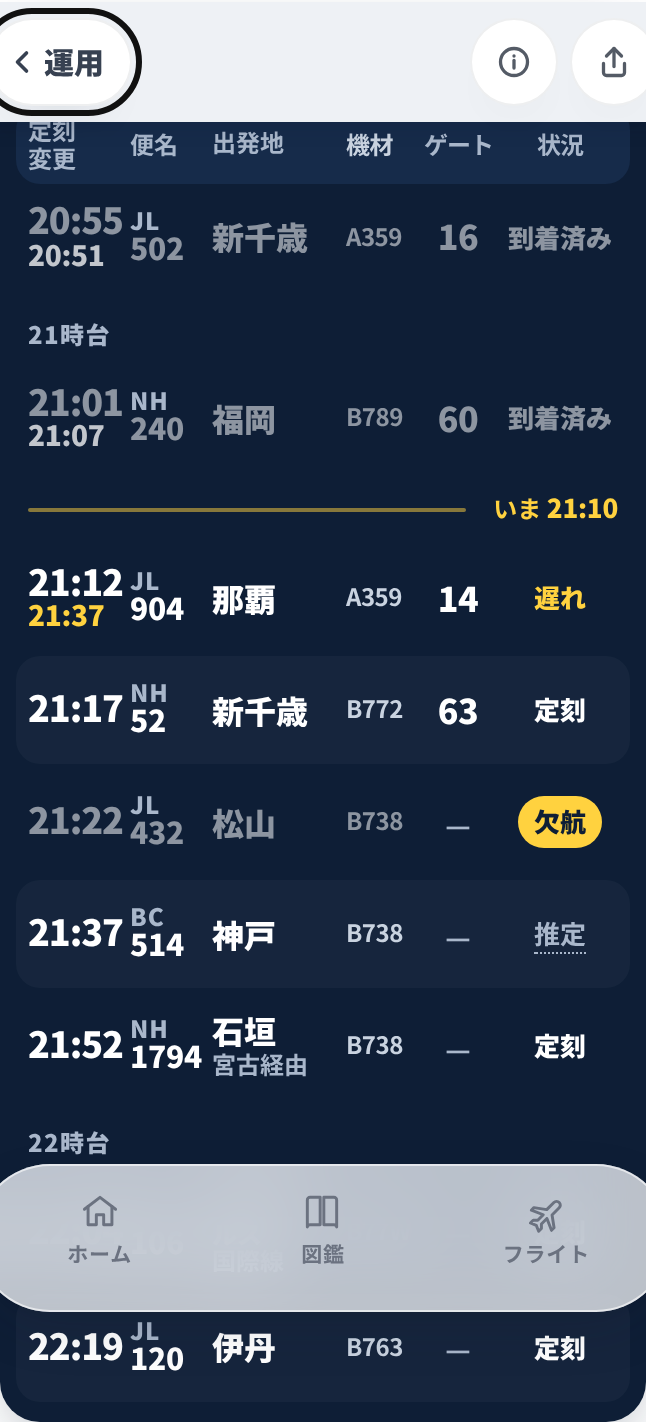 運用
定刻 便名 出発地 機材 ゲート 状況
変更
20:55 JL 502 新千歳 A359 16 到着済み
20:51
21時台
21:01 NH 240 福岡 B789 60 到着済み
21:07
いま 21:10
21:12 JL 904 那覇 A359 14 遅れ
21:37
21:17 NH 52 新千歳 B772 63 定刻
21:22 JL 432 松山 B738 — 欠航
21:37 BC 514 神戸 B738 — 推定
21:52 NH 1794 石垣 B738 — 定刻
宮古経由
22時台
国際線
ホーム 図鑑 フライト
22:19 JL 120 伊丹 B763 — 定刻